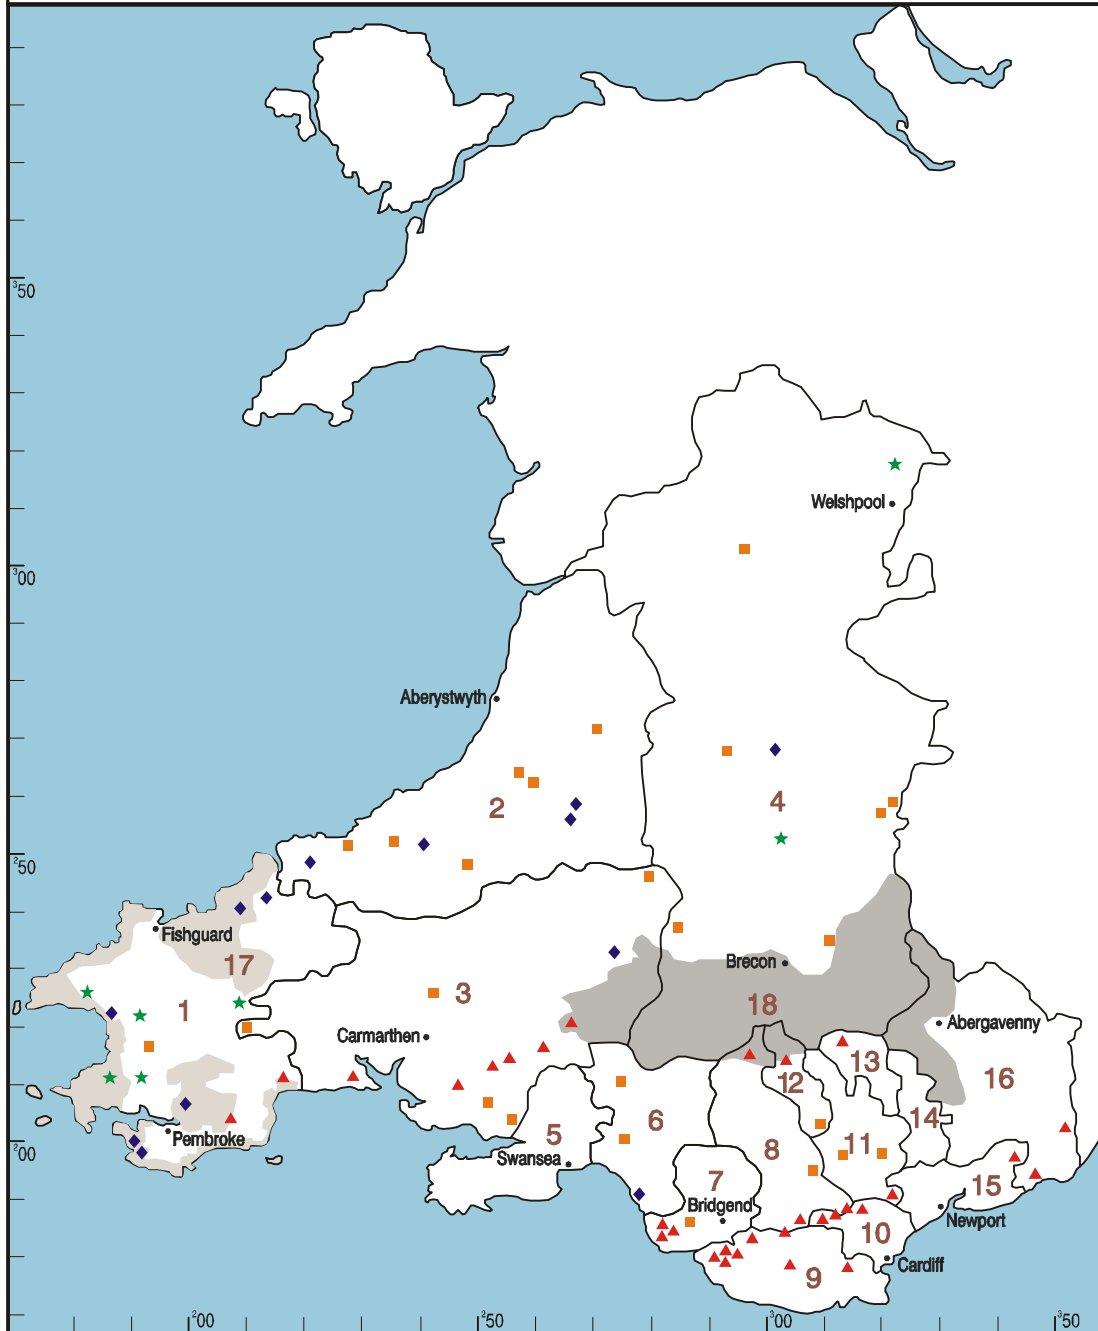 ³50
Welshpool
³00
Aberystwyth
2
4
²50
Fishguard
17
Brecon
3
1
18
Carmarthen
Abergavenny
13
16
12
14
5
6
11
Pembroke
²00
8
Swansea
7
15
Bridgend
Newport
10
Cardiff
9
²00
²50
³00
³50